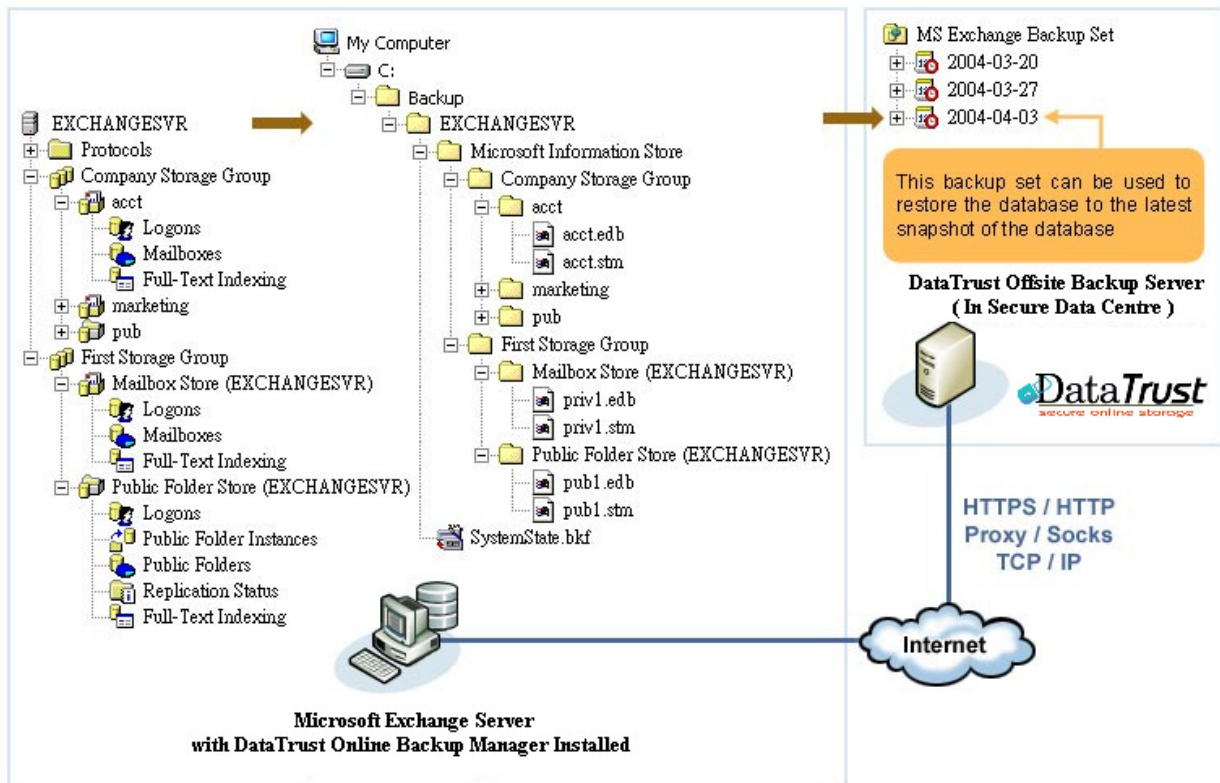 EXCHANGESVR
Protocols
Company Storage Group
acct
Logons
Mailboxes
Full-Text Indexing
marketing
pub
First Storage Group
Mailbox Store (EXCHANGESVR)
Logons
Mailboxes
Full-Text Indexing
Public Folder Store (EXCHANGESVR)
Logons
Public Folder Instances
Public Folders
Replication Status
Full-Text Indexing
My Computer
C:
Backup
EXCHANGESVR
Microsoft Information Store
Company Storage Group
acct
acct.edb
acct.stm
marketing
pub
First Storage Group
Mailbox Store (EXCHANGESVR)
priv1.edb
priv1.stm
Public Folder Store (EXCHANGESVR)
pub1.edb
pub1.stm
SystemState.bkf
Microsoft Exchange Server
with DataTrust Online Backup Manager Installed
MS Exchange Backup Set
2004-03-20
2004-03-27
2004-04-03
This backup set can be used to
restore the database to the latest
snapshot of the database
DataTrust Offsite Backup Server
( In Secure Data Centre )
DataTrust
secure online storage
HTTPS / HTTP
Proxy / Socks
TCP / IP
Internet